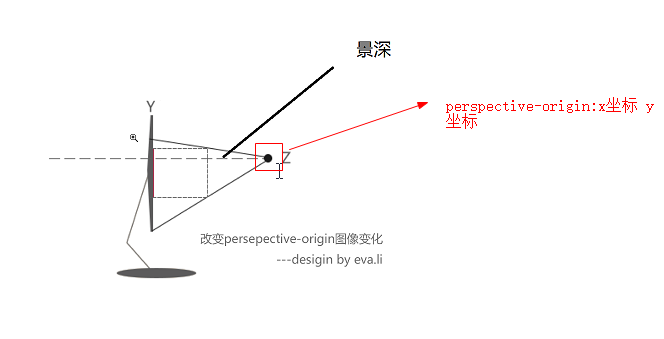 景深
perspective-origin:x坐标 y
坐标
Y
Z
改变persepective-origin图像变化
---desigin by eva.li